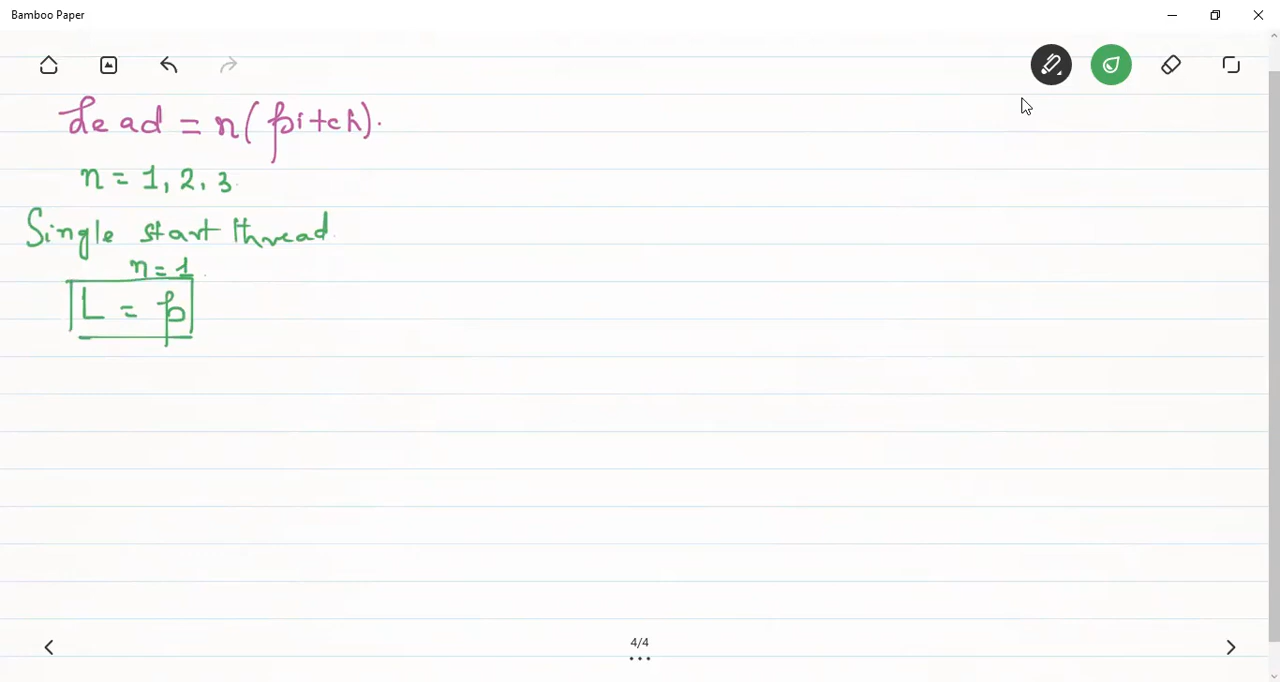 Bamboo Paper
Lead = n(pitch).
n = 1, 2, 3
Single start thread
n = 1
L = p
4/4